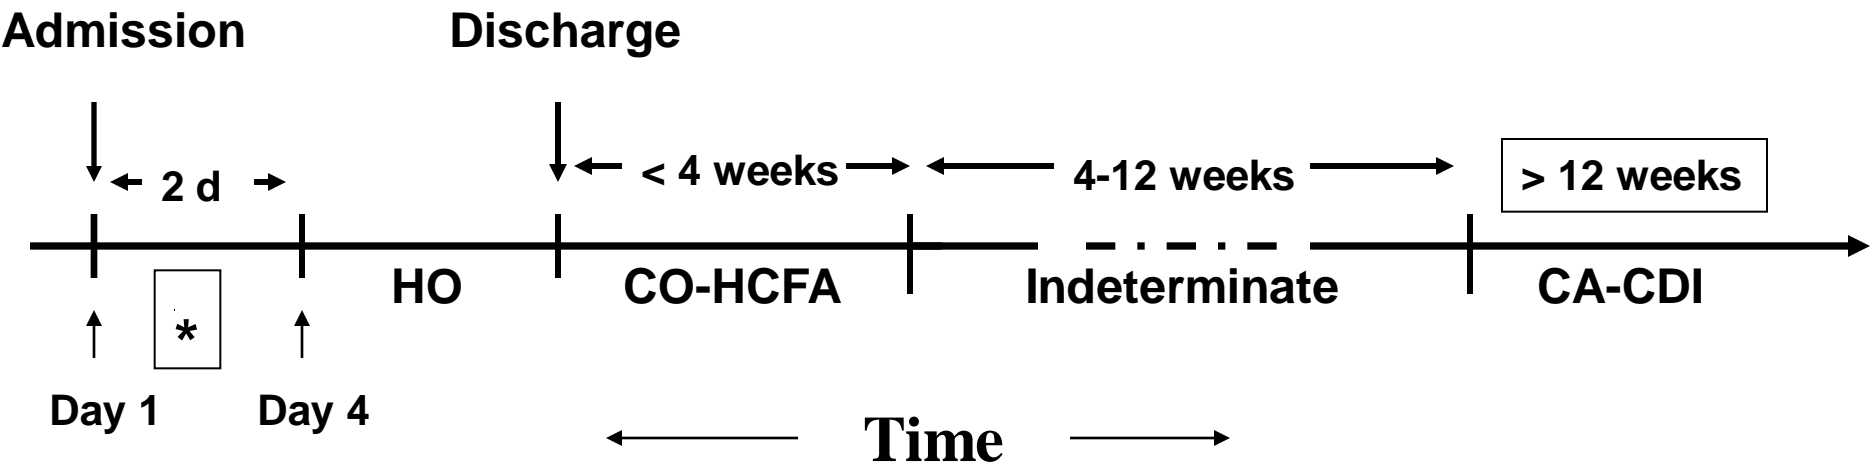 Admission
Discharge
2 d
< 4 weeks
4-12 weeks
> 12 weeks
HO
CO-HCFA
Indeterminate
CA-CDI
*
Day 1
Day 4
Time